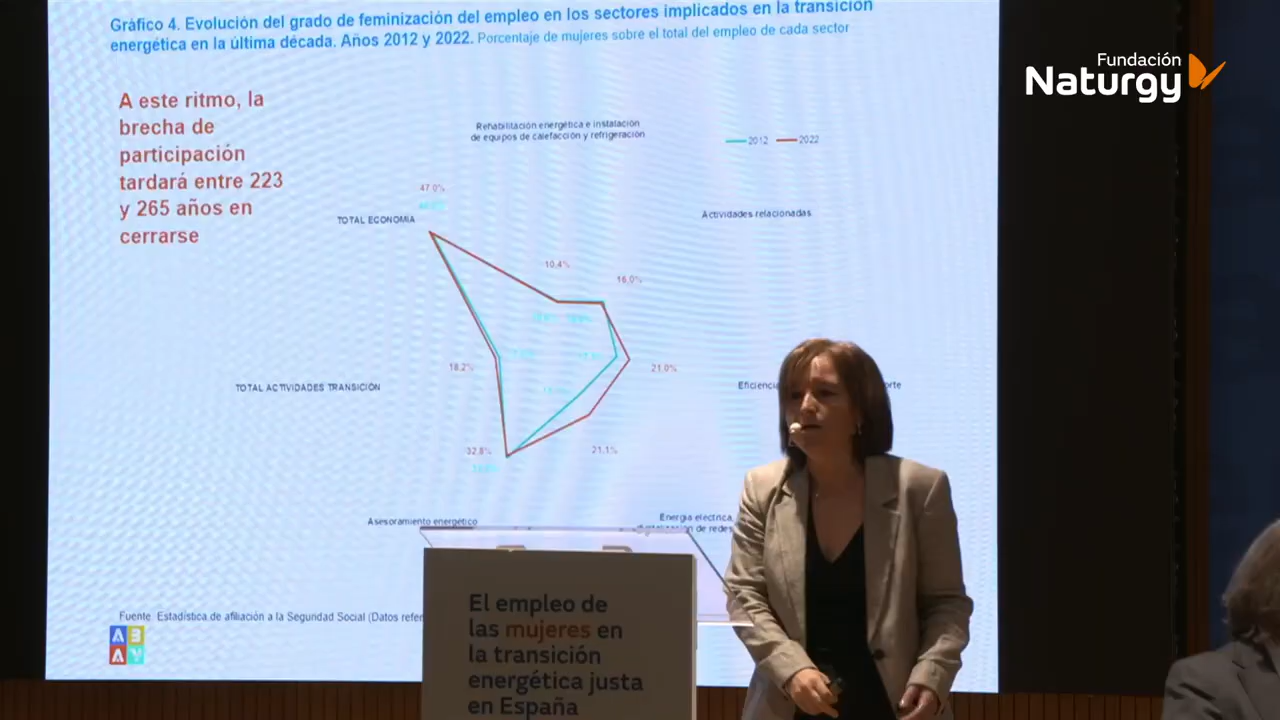 Gráfico 4. Evolución del grado de feminización del empleo en los sectores implicados en la transición
energética en la última década. Años 2012 y 2022. Porcentaje de mujeres sobre el total del empleo de cada sector
Fundación
Naturgy
A este ritmo, la
brecha de
participación
tardará entre 223
y 265 años en
cerrarse
Rehabilitación energética e instalación
de equipos de calefacción y refrigeración
2012
2022
47.0%
TOTAL ECONOMIA
Actividades relacionadas
10.4%
16.0%
18.2%
21.0%
TOTAL ACTIVIDADES TRANSICIÓN
32.8%
21.1%
Asesoramiento energético
Energía eléctrica,
de redes
Fuente: Estadística de afiliación a la Seguridad Social (Datos
El empleo de
las mujeres en
la transición
energética justa
en España